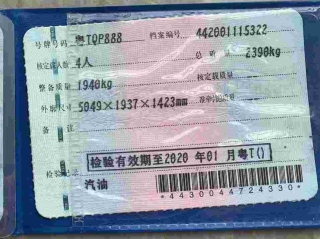 号牌号码 粤TQP888 档案编号 442001115322
核定载人数 4人 总质量 2390kg
整备质量 1940kg 核定载质量 --
外廓尺寸 5049×1937×1423mm 准牵引总质量 --
备注
检验有效期至2020 年01 月粤T()
检验记录
汽油
*4430044724330*